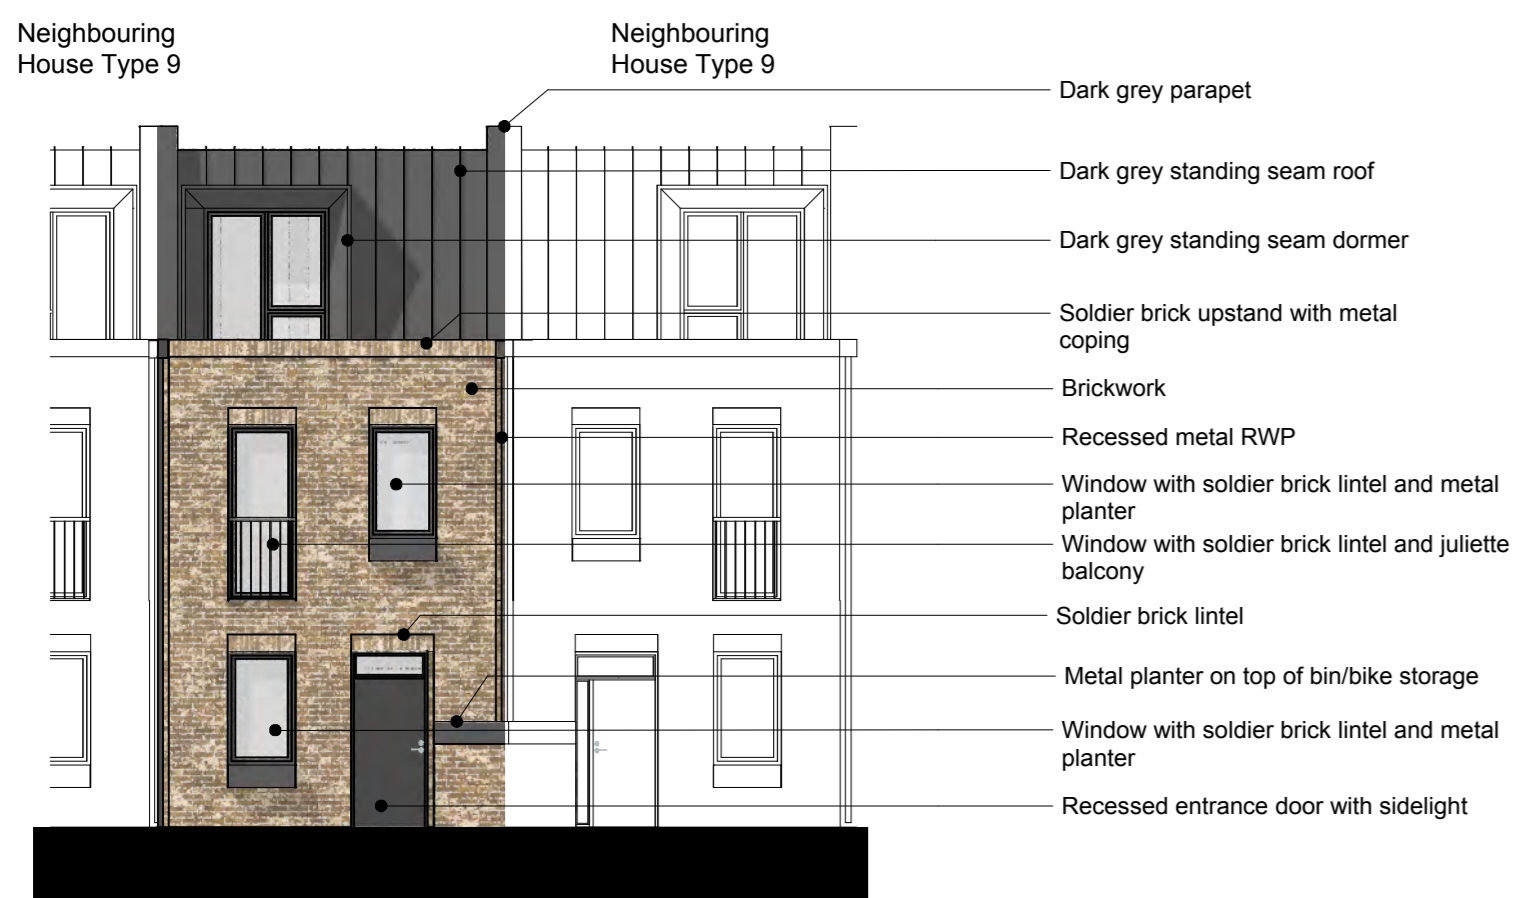 Neighbouring
House Type 9
Neighbouring
House Type 9
Dark grey parapet
Dark grey standing seam roof
Dark grey standing seam dormer
Soldier brick upstand with metal
coping
Brickwork
Recessed metal RWP
Window with soldier brick lintel and metal
planter
Window with soldier brick lintel and juliette
balcony
Soldier brick lintel
Metal planter on top of bin/bike storage
Window with soldier brick lintel and metal
planter
Recessed entrance door with sidelight